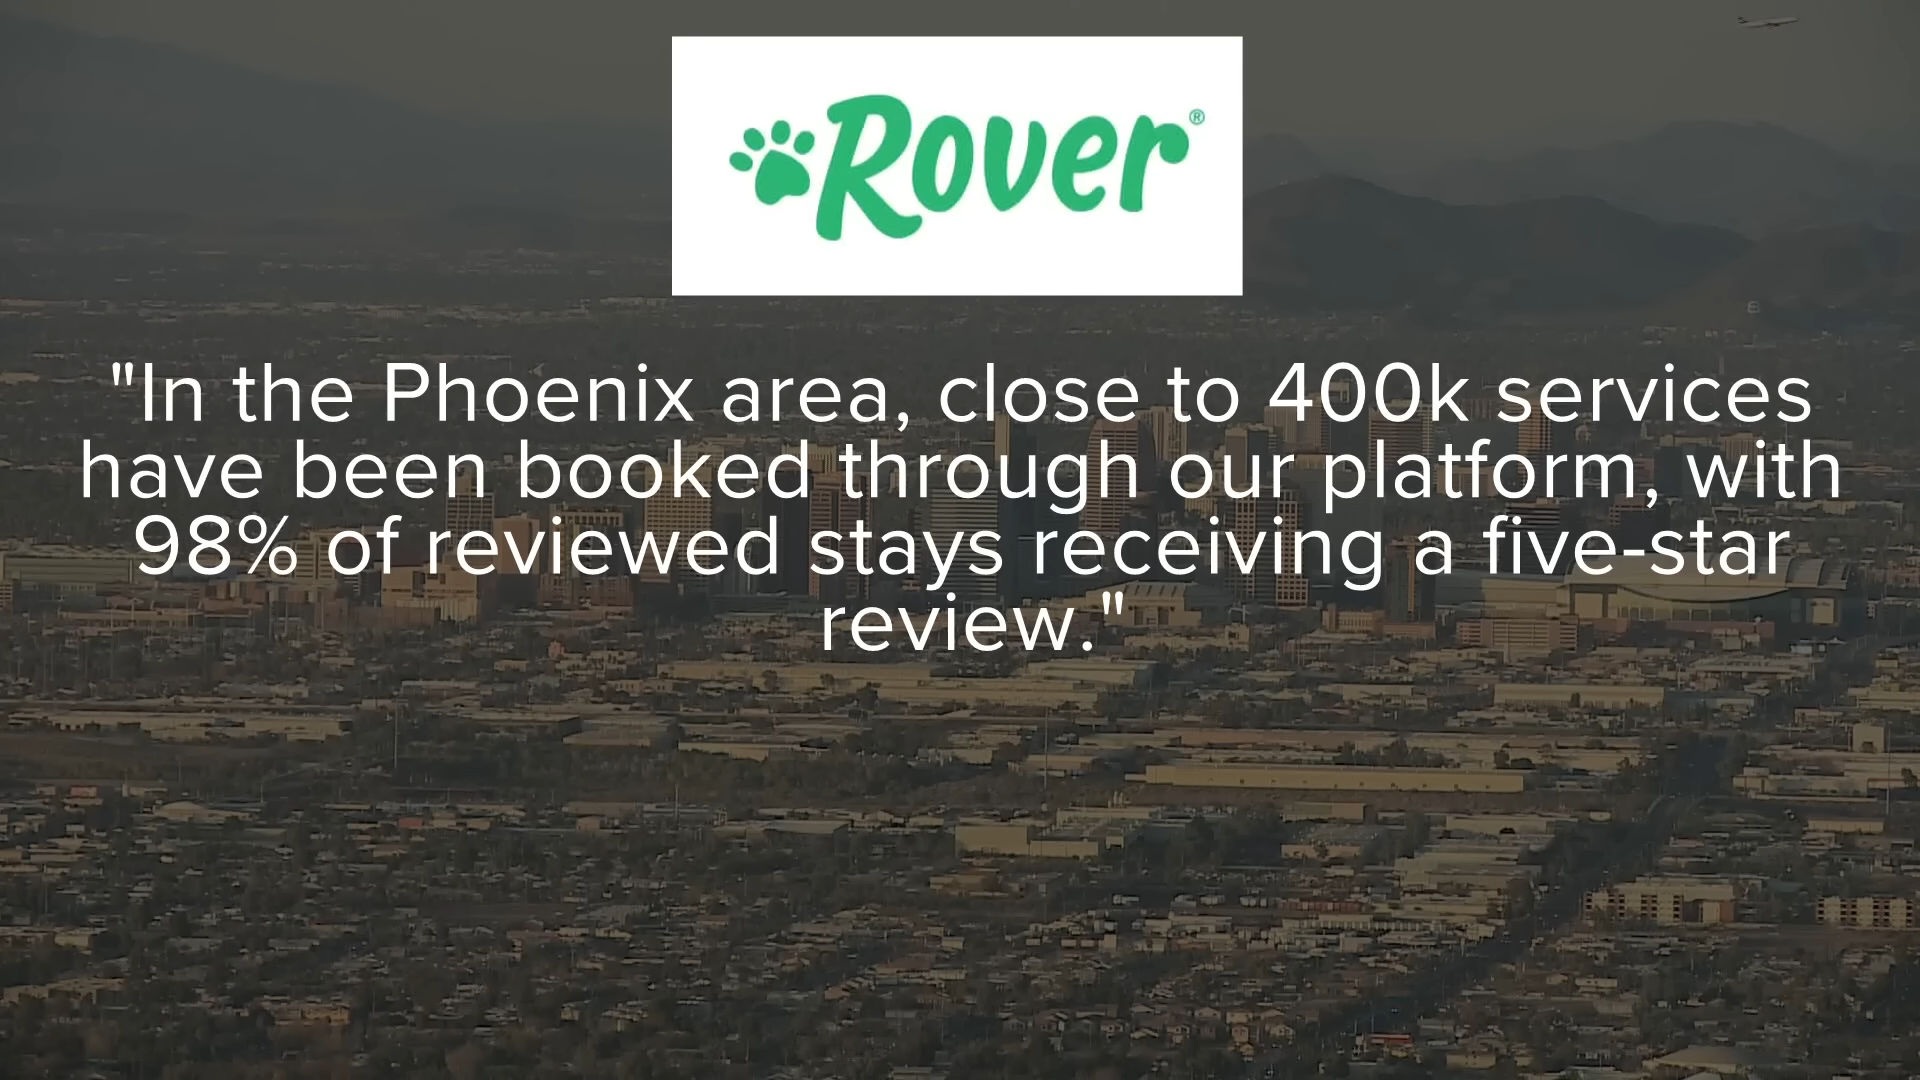 Rover®
"In the Phoenix area, close to 400k services
have been booked through our platform, with
98% of reviewed stays receiving a five-star
review."